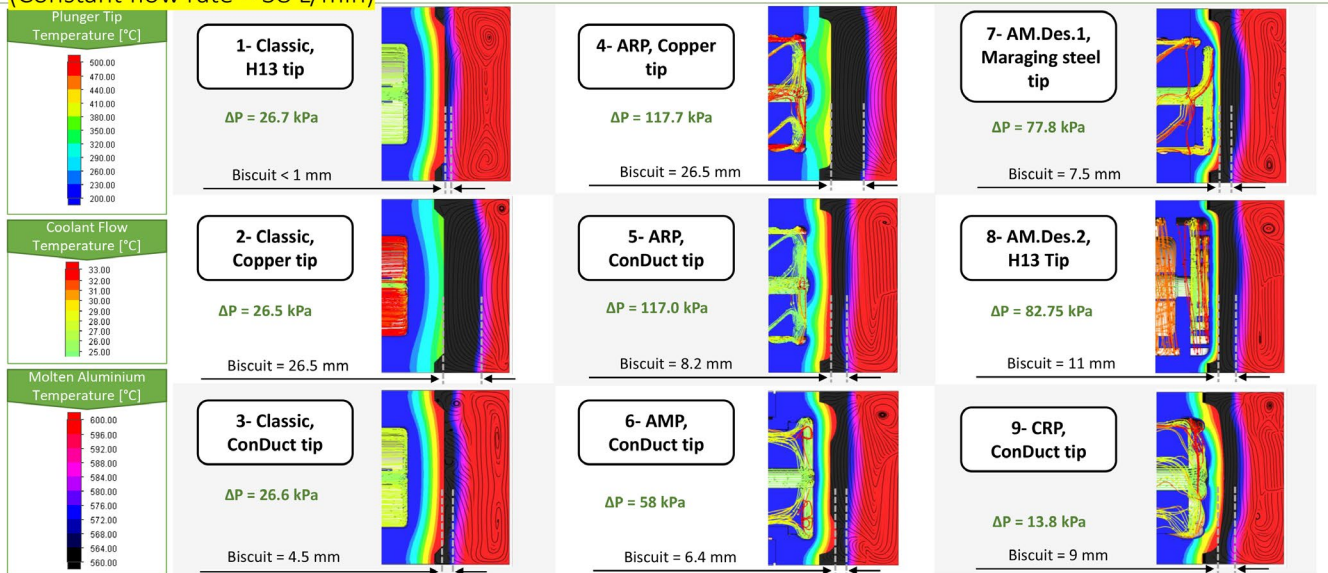 (Constant flow rate L/min)
Plunger Tip
Temperature [°C]
500.00
470.00
440.00
410.00
380.00
350.00
320.00
290.00
260.00
230.00
200.00
Coolant Flow
Temperature [°C]
33.00
32.00
31.00
30.00
29.00
28.00
27.00
26.00
25.00
Molten Aluminium
Temperature [°C]
600.00
596.00
592.00
588.00
584.00
580.00
576.00
572.00
568.00
564.00
560.00
1- Classic,
H13 tip
ΔP = 26.7 kPa
Biscuit < 1 mm
4- ARP, Copper
tip
ΔP = 117.7 kPa
Biscuit = 26.5 mm
7- AM.Des.1,
Maraging steel
tip
ΔP = 77.8 kPa
Biscuit = 7.5 mm
2- Classic,
Copper tip
ΔP = 26.5 kPa
Biscuit = 26.5 mm
5- ARP,
ConDuct tip
ΔP = 117.0 kPa
Biscuit = 8.2 mm
8- AM.Des.2,
H13 Tip
ΔP = 82.75 kPa
Biscuit = 11 mm
3- Classic,
ConDuct tip
ΔP = 26.6 kPa
Biscuit = 4.5 mm
6- AMP,
ConDuct tip
ΔP = 58 kPa
Biscuit = 6.4 mm
9- CRP,
ConDuct tip
ΔP = 13.8 kPa
Biscuit = 9 mm